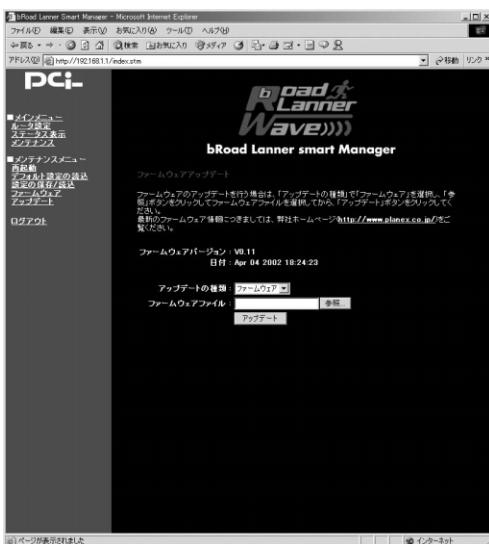 bRoad Lanner Smart Manager - Microsoft Internet Explorer
ファイル(F) 編集(E) 表示(V) お気に入り(A) ツール(T) ヘルプ(H)
戻る 検索 お気に入り メディア
アドレス(D) http://192.168.1.1/index.stm 移動 リンク
PCi
bRoad
Lanner
Wave))))
bRoad Lanner smart Manager
■メインメニュー
ルータ設定
ステータス表示
メンテナンス
■メンテナンスメニュー
再起動
デフォルト設定の読込
設定の保存/読込
ファームウェア
アップデート
ログアウト
ファームウェアアップデート
ファームウェアのアップデートを行う場合は、「アップデートの種類」で「ファームウェア」を選択し、「参
照」ボタンをクリックしてファームウェアファイルを選択してから、「アップデート」ボタンをクリックしてく
ださい。
最新のファームウェア情報につきましては、弊社ホームページ(http://www.planex.co.jp/)をご
覧ください。
ファームウェアバージョン : V0.11
日付 : Apr 04 2002 18:24:23
アップデートの種類 : ファームウェア
ファームウェアファイル : 参照...
アップデート
ページが表示されました インターネット